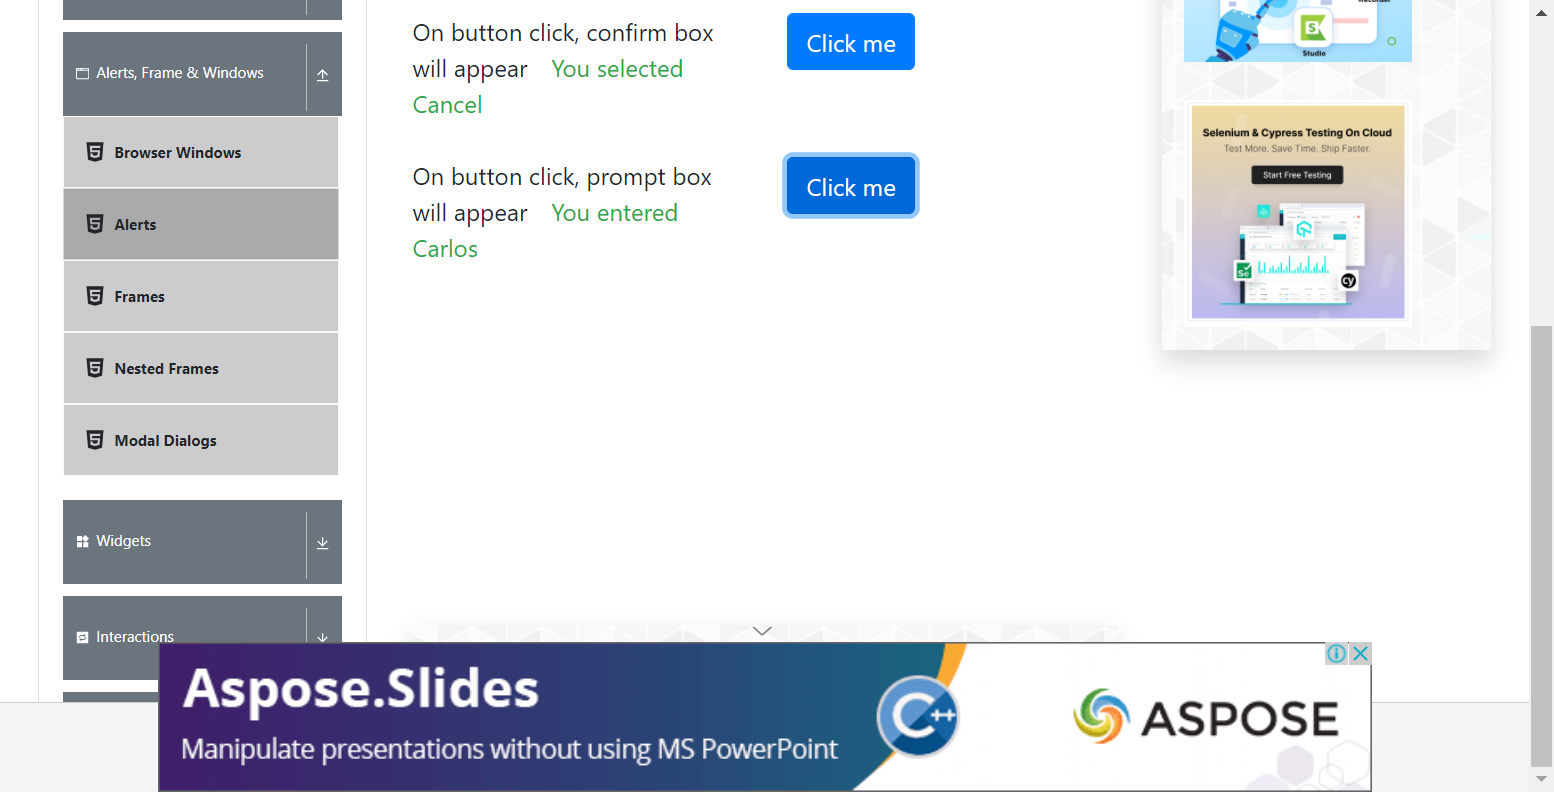 Alerts, Frame & Windows
Browser Windows
Alerts
Frames
Nested Frames
Modal Dialogs
Widgets
Interactions
On button click, confirm box
will appear You selected
Cancel
Click me
On button click, prompt box
will appear You entered
Carlos
Click me
Recorder
Studio
Selenium & Cypress Testing On Cloud
Test More. Save Time. Ship Faster.
Start Free Testing
Se
cy
Aspose.Slides
Manipulate presentations without using MS PowerPoint
C++
ASPOSE